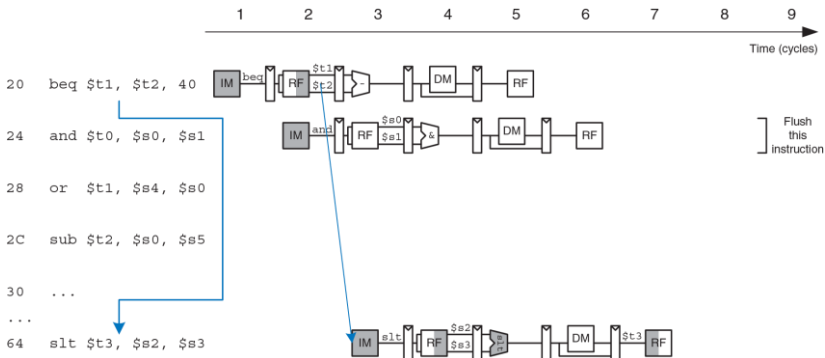 1 2 3 4 5 6 7 8 9
Time (cycles)
20 beq $t1, $t2, 40 IM beq RF $t1 $t2 - DM RF
24 and $t0, $s0, $s1 IM and RF $s0 $s1 & DM RF
Flush
this
instruction
28 or $t1, $s4, $s0
2C sub $t2, $s0, $s5
30 ...
...
64 slt $t3, $s2, $s3 IM slt RF $s2 $s3 slt DM $t3 RF